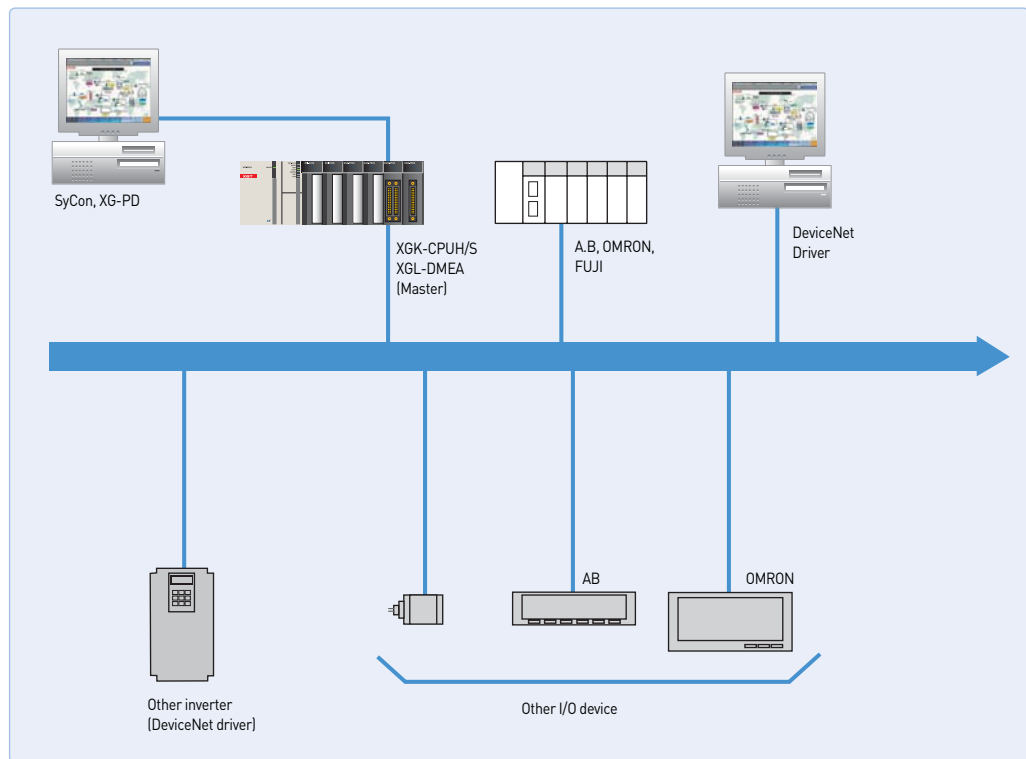 SyCon, XG-PD
XGK-CPUH/S
XGL-DMEA
(Master)
A.B, OMRON,
FUJI
DeviceNet
Driver
AB
OMRON
Other inverter
(DeviceNet driver)
Other I/O device